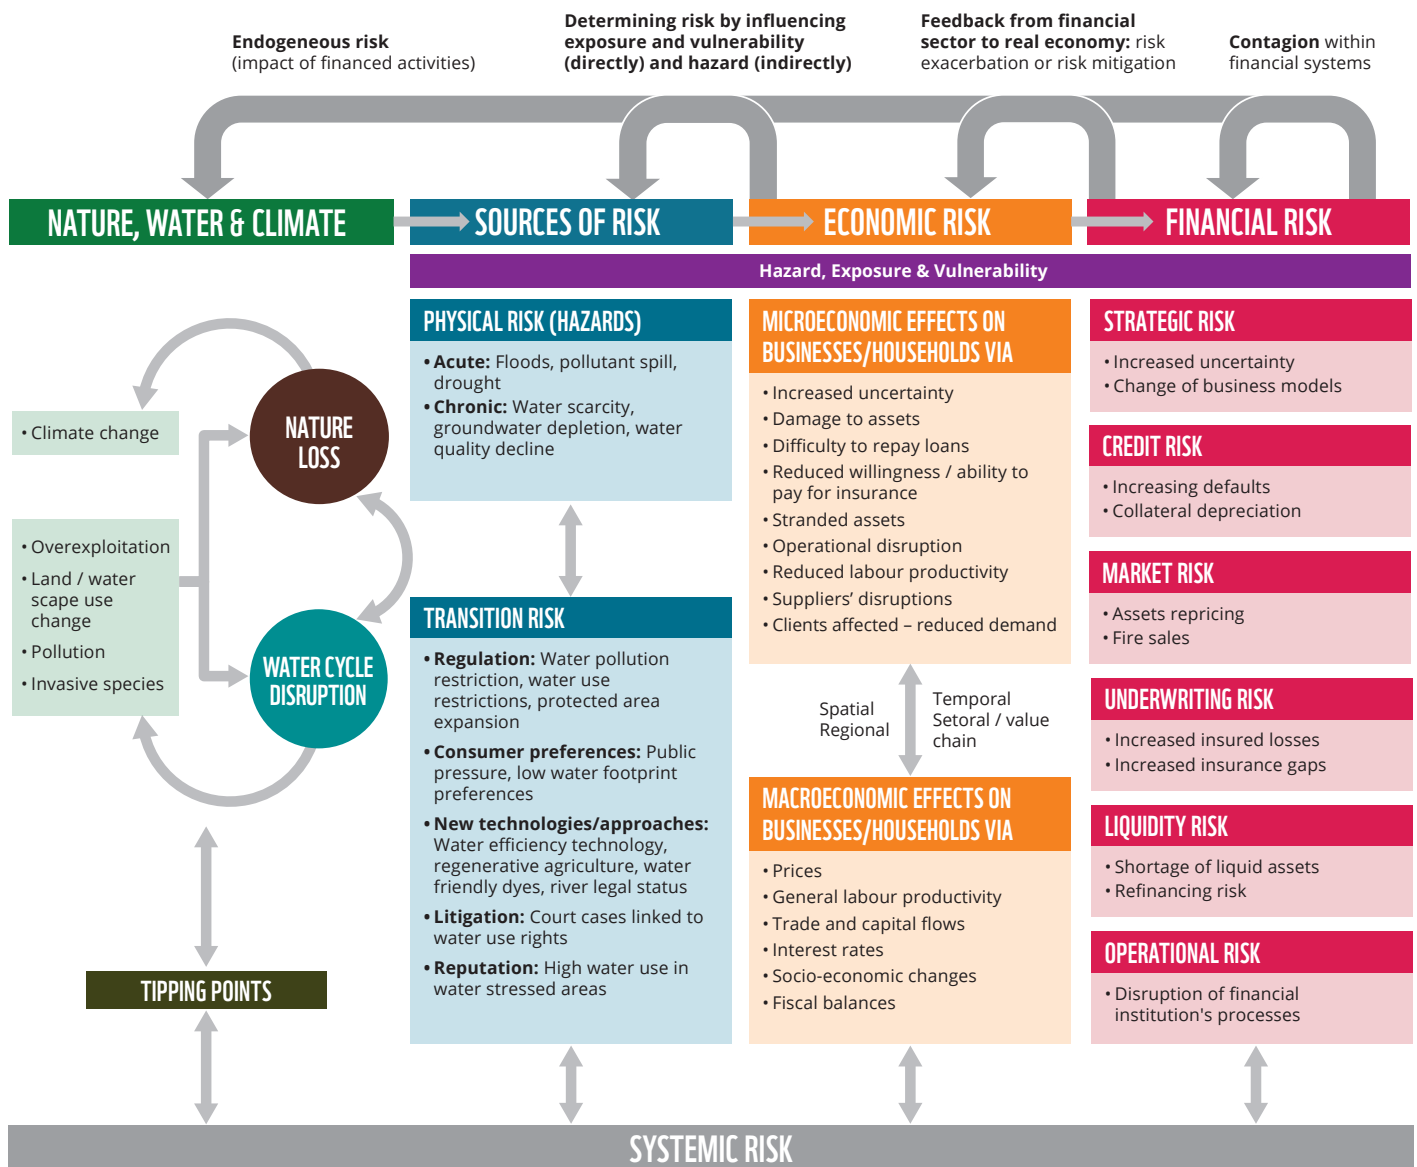 Endogeneous risk
(impact of financed activities)
Determining risk by influencing
exposure and vulnerability
(directly) and hazard (indirectly)
Feedback from financial
sector to real economy: risk
exacerbation or risk mitigation
Contagion within
financial systems
NATURE, WATER & CLIMATE
SOURCES OF RISK
ECONOMIC RISK
FINANCIAL RISK
Hazard, Exposure & Vulnerability
• Climate change
NATURE
LOSS
• Overexploitation
• Land / water
scape use
change
• Pollution
• Invasive species
WATER CYCLE
DISRUPTION
TIPPING POINTS
PHYSICAL RISK (HAZARDS)
• Acute: Floods, pollutant spill,
drought
• Chronic: Water scarcity,
groundwater depletion, water
quality decline
TRANSITION RISK
• Regulation: Water pollution
restriction, water use
restrictions, protected area
expansion
• Consumer preferences: Public
pressure, low water footprint
preferences
• New technologies/approaches:
Water efficiency technology,
regenerative agriculture, water
friendly dyes, river legal status
• Litigation: Court cases linked to
water use rights
• Reputation: High water use in
water stressed areas
MICROECONOMIC EFFECTS ON
BUSINESSES/HOUSEHOLDS VIA
• Increased uncertainty
• Damage to assets
• Difficulty to repay loans
• Reduced willingness / ability to
pay for insurance
• Stranded assets
• Operational disruption
• Reduced labour productivity
• Suppliers’ disruptions
• Clients affected – reduced demand
Spatial
Regional
Temporal
Setoral / value
chain
MACROECONOMIC EFFECTS ON
BUSINESSES/HOUSEHOLDS VIA
• Prices
• General labour productivity
• Trade and capital flows
• Interest rates
• Socio-economic changes
• Fiscal balances
STRATEGIC RISK
• Increased uncertainty
• Change of business models
CREDIT RISK
• Increasing defaults
• Collateral depreciation
MARKET RISK
• Assets repricing
• Fire sales
UNDERWRITING RISK
• Increased insured losses
• Increased insurance gaps
LIQUIDITY RISK
• Shortage of liquid assets
• Refinancing risk
OPERATIONAL RISK
• Disruption of financial
institution's processes
SYSTEMIC RISK